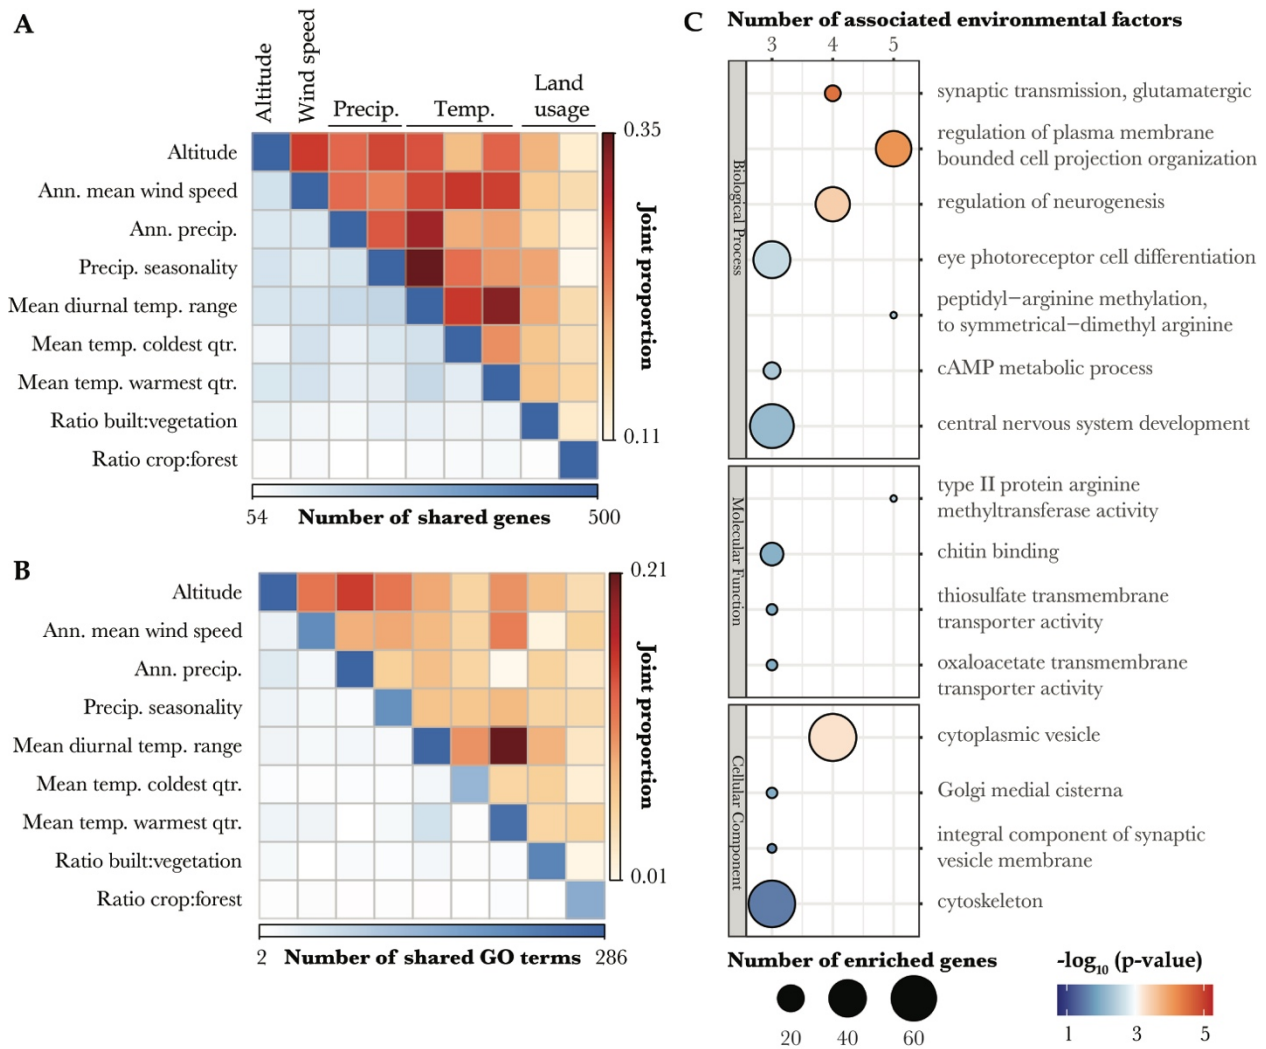 A
Altitude
Wind speed
Precip.
Temp.
Land
usage
Altitude
Ann. mean wind speed
Ann. precip.
Precip. seasonality
Mean diurnal temp. range
Mean temp. coldest qtr.
Mean temp. warmest qtr.
Ratio built:vegetation
Ratio crop:forest
0.35
Joint proportion
0.11
54 Number of shared genes 500
B
Altitude
Ann. mean wind speed
Ann. precip.
Precip. seasonality
Mean diurnal temp. range
Mean temp. coldest qtr.
Mean temp. warmest qtr.
Ratio built:vegetation
Ratio crop:forest
0.21
Joint proportion
0.01
2 Number of shared GO terms 286
C
Number of associated environmental factors
3 4 5
Biological Process
synaptic transmission, glutamatergic
regulation of plasma membrane
bounded cell projection organization
regulation of neurogenesis
eye photoreceptor cell differentiation
peptidyl−arginine methylation,
to symmetrical−dimethyl arginine
cAMP metabolic process
central nervous system development
Molecular Function
type II protein arginine
methyltransferase activity
chitin binding
thiosulfate transmembrane
transporter activity
oxaloacetate transmembrane
transporter activity
Cellular Component
cytoplasmic vesicle
Golgi medial cisterna
integral component of synaptic
vesicle membrane
cytoskeleton
Number of enriched genes
20 40 60
-log₁₀ (p-value)
1 3 5